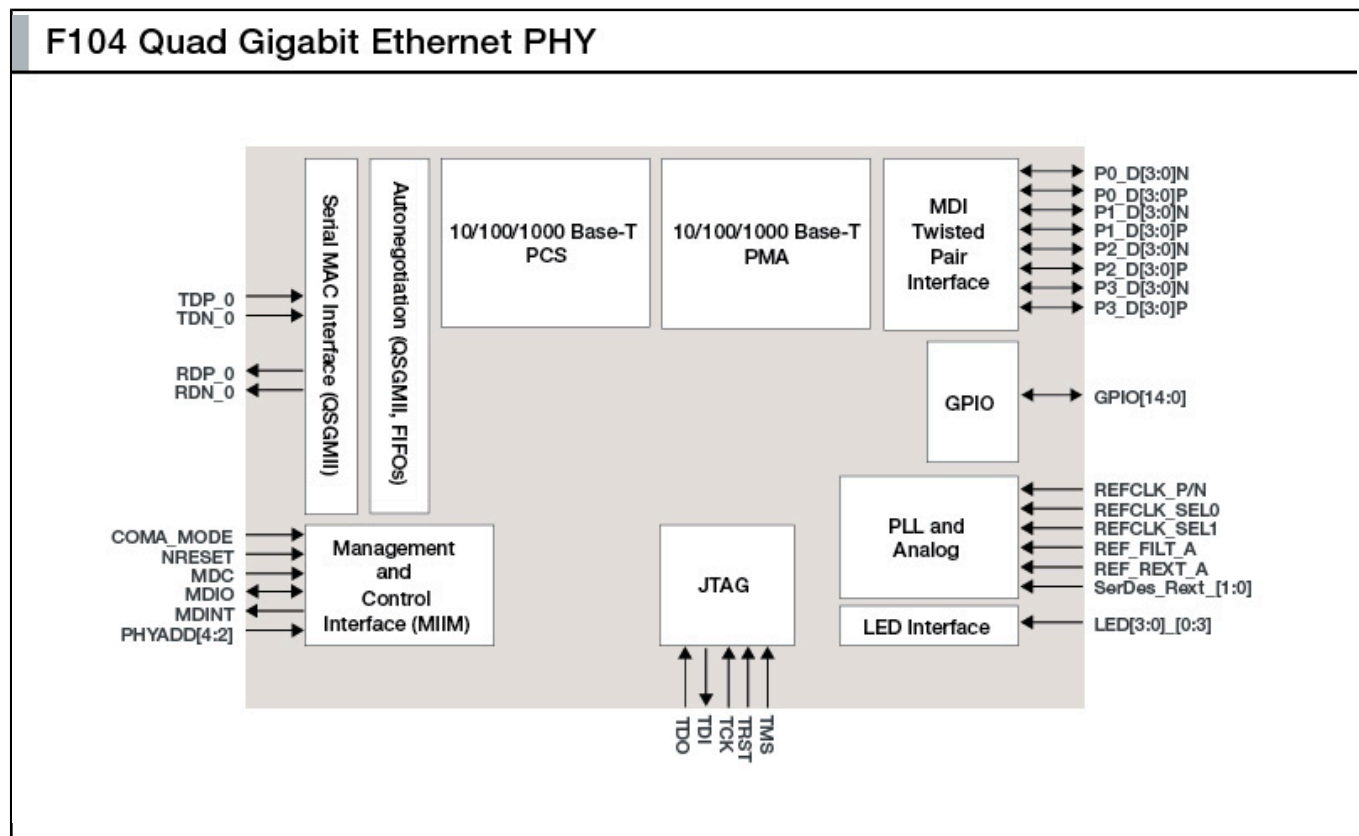 F104 Quad Gigabit Ethernet PHY
Serial MAC Interface (QSGMII)
Autonegotiation (QSGMII, FIFOs)
10/100/1000 Base-T
PCS
10/100/1000 Base-T
PMA
MDI
Twisted
Pair
Interface
P0_D[3:0]N
P0_D[3:0]P
P1_D[3:0]N
P1_D[3:0]P
P2_D[3:0]N
P2_D[3:0]P
P3_D[3:0]N
P3_D[3:0]P
TDP_0
TDN_0
RDP_0
RDN_0
GPIO
GPIO[14:0]
COMA_MODE
NRESET
MDC
MDIO
MDINT
PHYADD[4:2]
Management
and
Control
Interface (MIIM)
JTAG
TDO
TDI
TCK
TRST
TMS
PLL and
Analog
REFCLK_P/N
REFCLK_SEL0
REFCLK_SEL1
REF_FILT_A
REF_REXT_A
SerDes_Rext_[1:0]
LED Interface
LED[3:0]_[0:3]